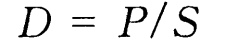 D = P/S